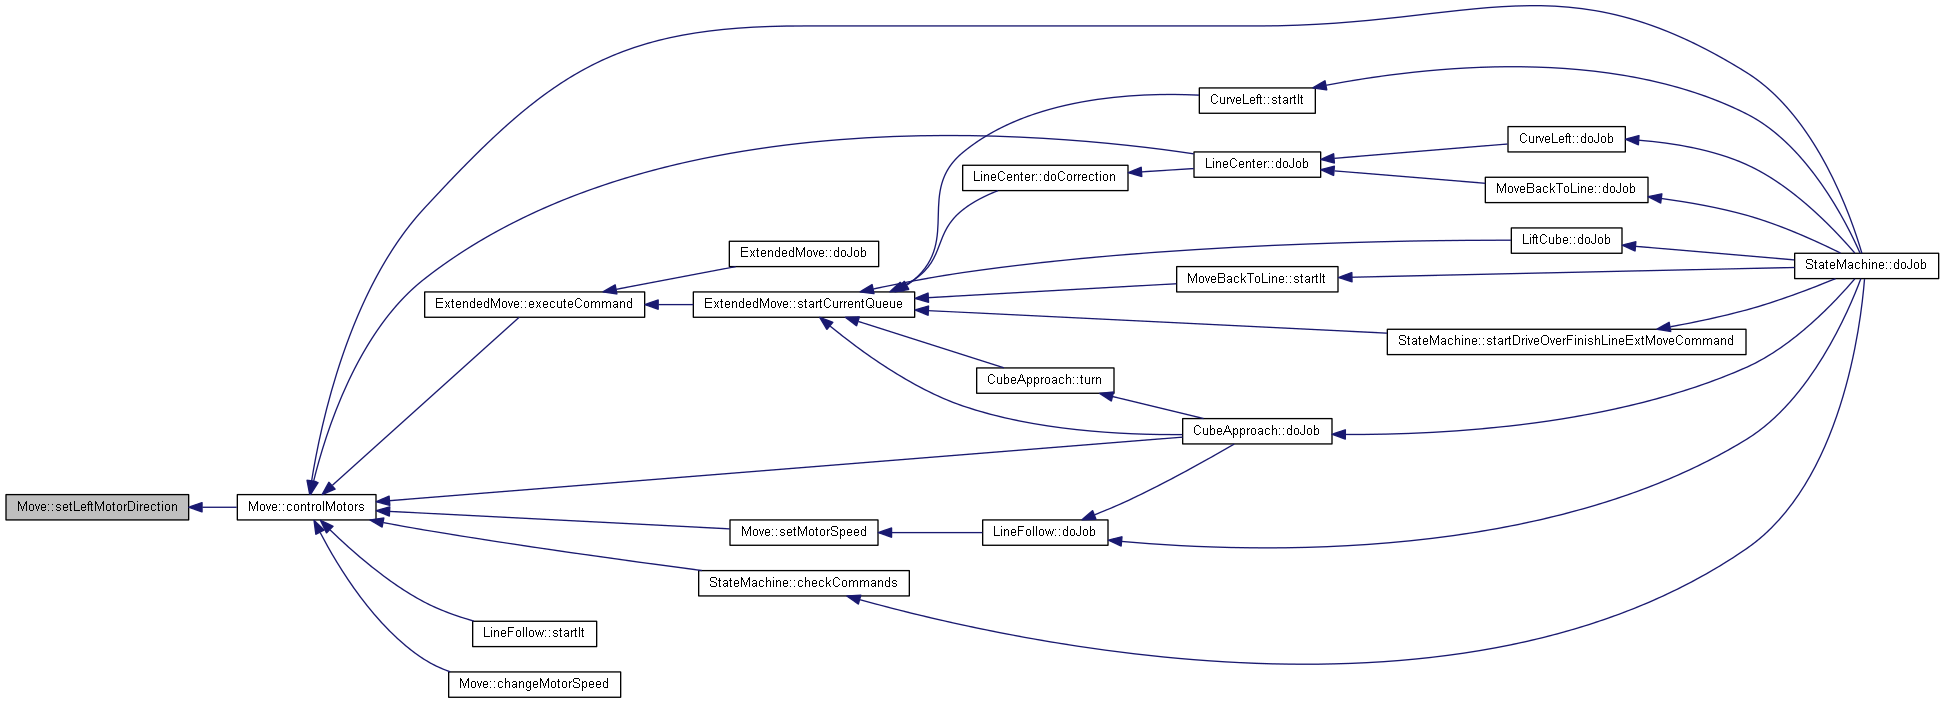 CurveLeft::startIt
CurveLeft::doJob
LineCenter::doJob
LineCenter::doCorrection
MoveBackToLine::doJob
LiftCube::doJob
ExtendedMove::doJob
StateMachine::doJob
MoveBackToLine::startIt
ExtendedMove::executeCommand
ExtendedMove::startCurrentQueue
StateMachine::startDriveOverFinishLineExtMoveCommand
CubeApproach::turn
CubeApproach::doJob
Move::setLeftMotorDirection
Move::controlMotors
Move::setMotorSpeed
LineFollow::doJob
StateMachine::checkCommands
LineFollow::startIt
Move::changeMotorSpeed